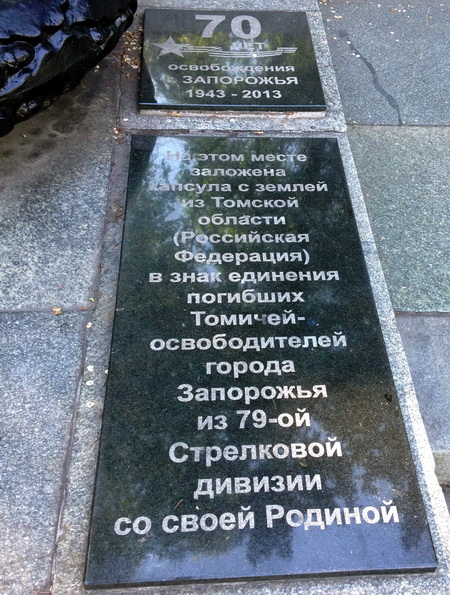 70
ЛЕТ
освобождения
г. ЗАПОРОЖЬЯ
1943 - 2013
На этом месте
заложена
капсула с землей
из Томской
области
(Российская
Федерация)
в знак единения
погибших
Томичей-
освободителей
города
Запорожья
из 79-ой
Стрелковой
дивизии
со своей Родиной